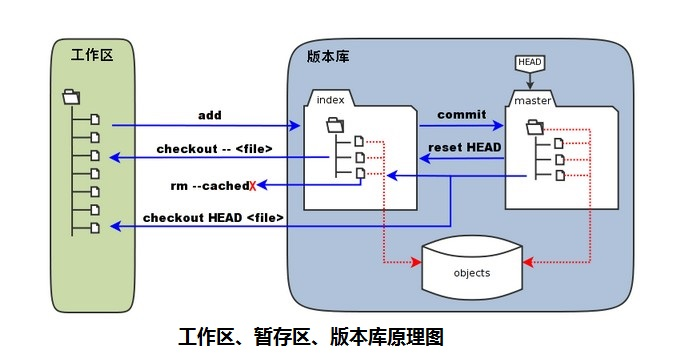 工作区
版本库
HEAD
index
master
add
commit
checkout -- <file>
reset HEAD
rm --cached
X
checkout HEAD <file>
objects
工作区、暂存区、版本库原理图